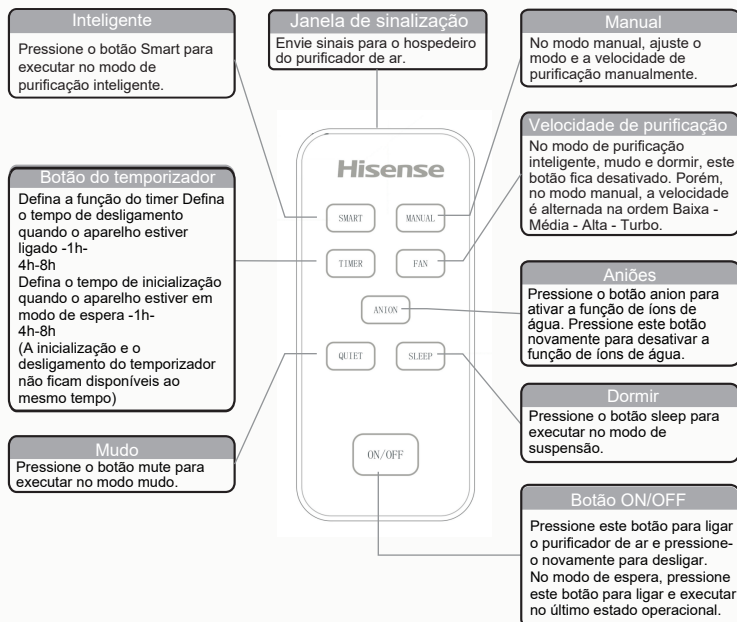 Inteligente
Pressione o botão Smart para
executar no modo de
purificação inteligente.
Janela de sinalização
Envie sinais para o hospedeiro
do purificador de ar.
Manual
No modo manual, ajuste o
modo e a velocidade de
purificação manualmente.
Velocidade de purificação
No modo de purificação
inteligente, mudo e dormir, este
botão fica desativado. Porém,
no modo manual, a velocidade
é alternada na ordem Baixa -
Média - Alta - Turbo.
Botão do temporizador
Defina a função do timer Defina
o tempo de desligamento
quando o aparelho estiver
ligado -1h-
4h-8h
Defina o tempo de inicialização
quando o aparelho estiver em
modo de espera -1h-
4h-8h
(A inicialização e o
desligamento do temporizador
não ficam disponíveis ao
mesmo tempo)
Hisense
SMART
MANUAL
TIMER
FAN
ANION
QUIET
SLEEP
ON/OFF
Aniões
Pressione o botão anion para
ativar a função de íons de
água. Pressione este botão
novamente para desativar a
função de íons de água.
Dormir
Pressione o botão sleep para
executar no modo de
suspensão.
Mudo
Pressione o botão mute para
executar no modo mudo.
Botão ON/OFF
Pressione este botão para ligar
o purificador de ar e pressione-
o novamente para desligar.
No modo de espera, pressione
este botão para ligar e executar
no último estado operacional.